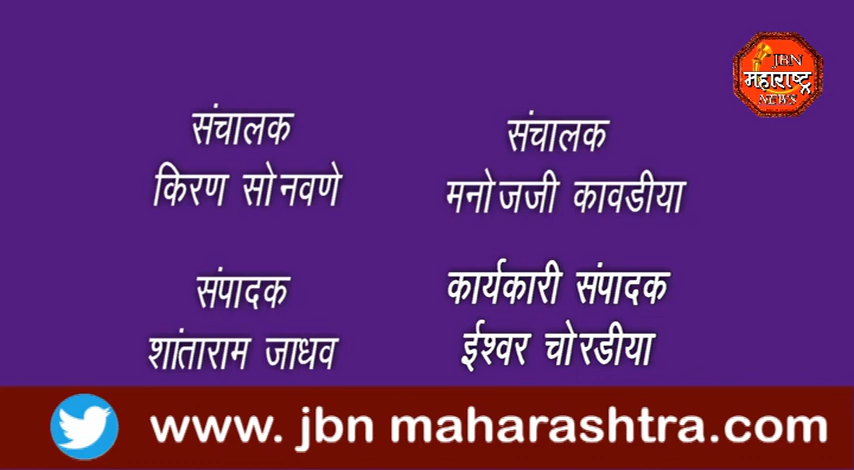 JBN
महाराष्ट्र
NEWS
संचालक
किरण सोनवणे
संचालक
मनोजजी कावडीया
संपादक
शांताराम जाधव
कार्यकारी संपादक
ईश्वर चोरडीया
www. jbn maharashtra.com